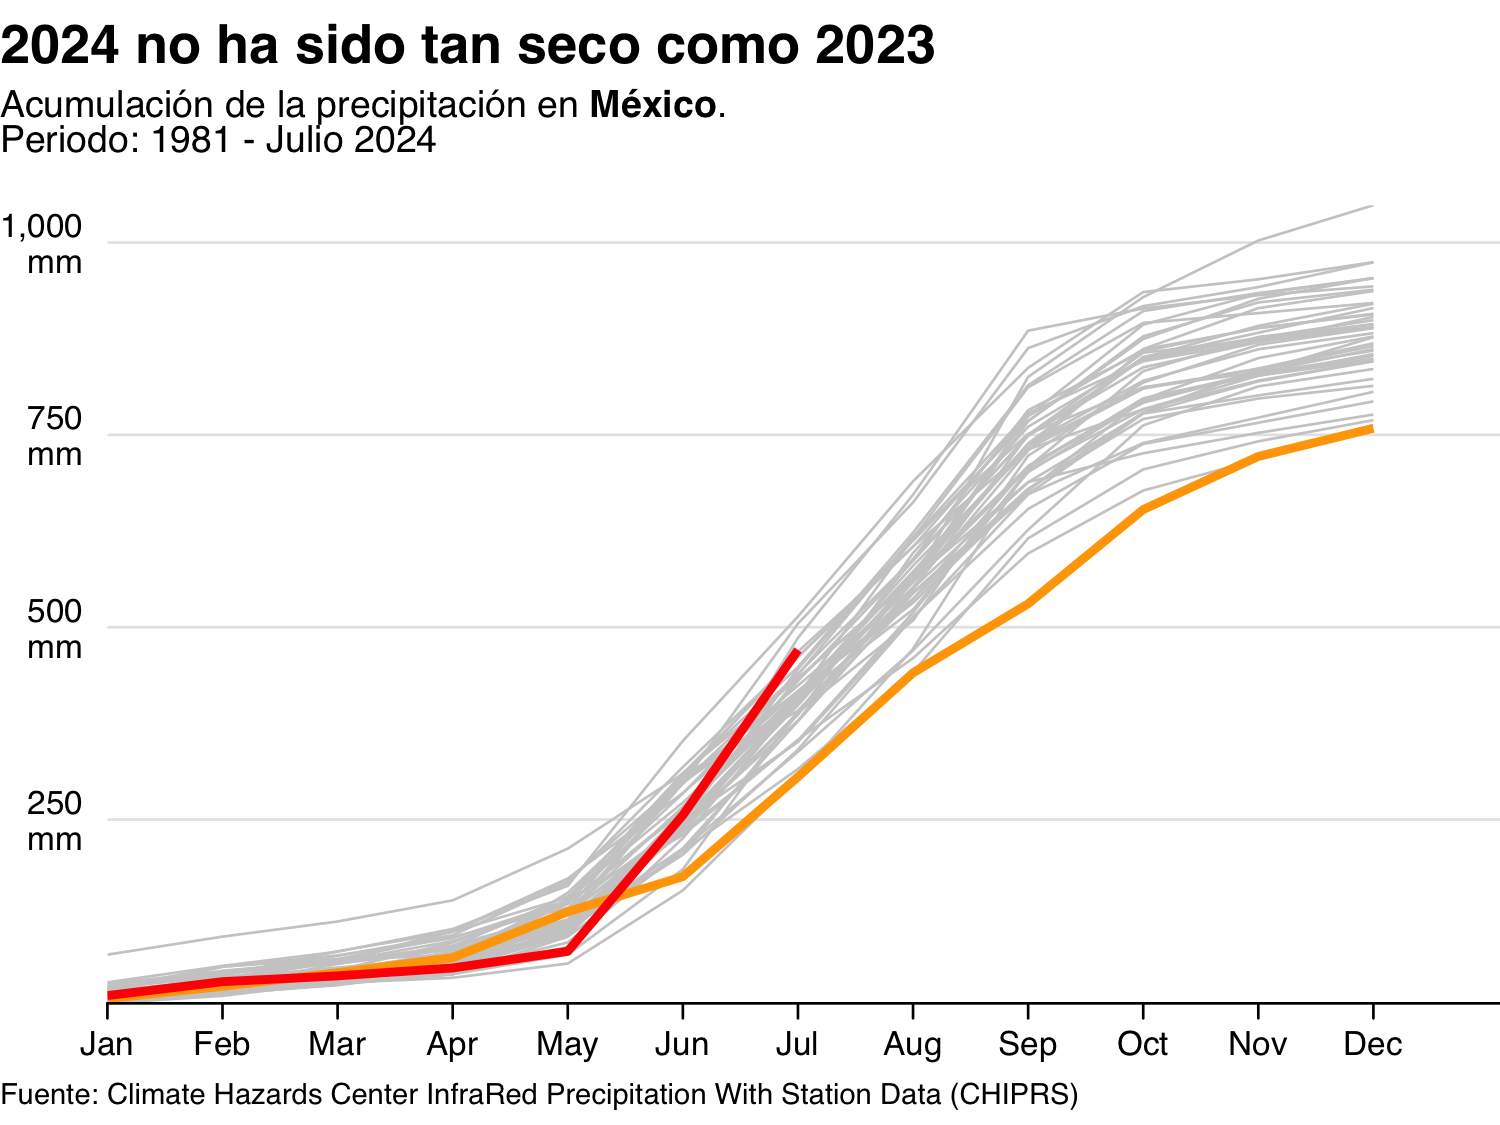 2024 no ha sido tan seco como 2023
Acumulación de la precipitación en México.
Periodo: 1981 - Julio 2024
1,000
mm
750
mm
500
mm
250
mm
Jan Feb Mar Apr May Jun Jul Aug Sep Oct Nov Dec
Fuente: Climate Hazards Center InfraRed Precipitation With Station Data (CHIPRS)